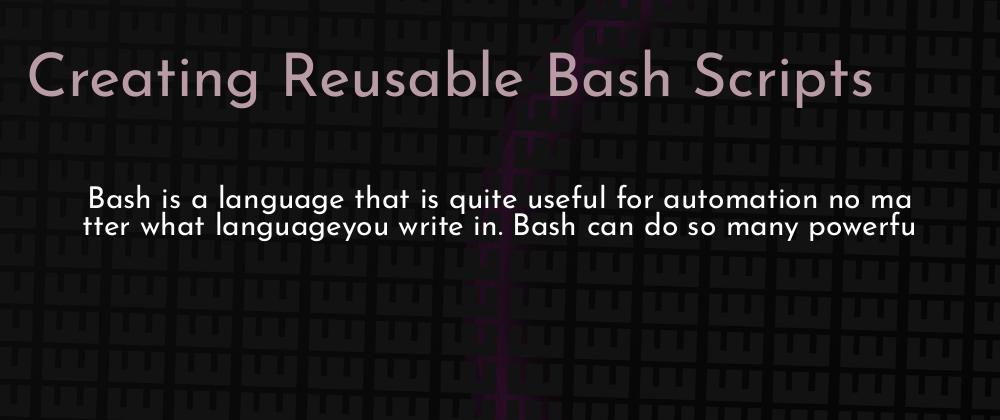 Creating Reusable Bash Scripts
Bash is a language that is quite useful for automation no ma
tter what languageyou write in. Bash can do so many powerfu